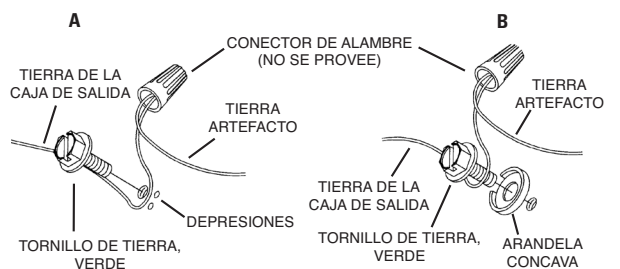 A
B
CONECTOR DE ALAMBRE
(NO SE PROVEE)
TIERRA DE LA
CAJA DE SALIDA
TIERRA
ARTEFACTO
DEPRESIONES
TORNILLO DE TIERRA,
VERDE
TIERRA
ARTEFACTO
TIERRA DE LA
CAJA DE SALIDA
TORNILLO DE TIERRA,
VERDE
ARANDELA
CONCAVA